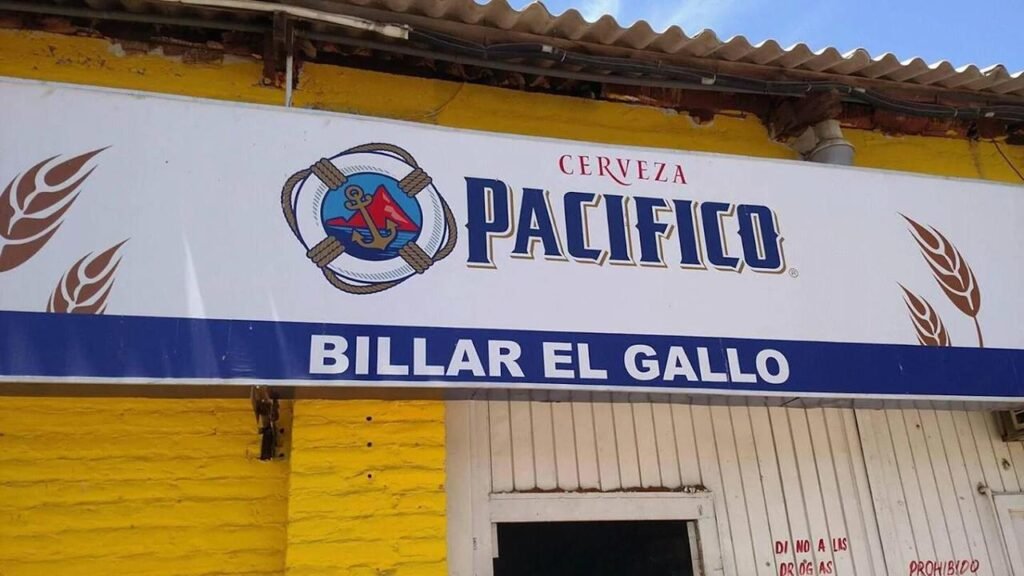 CERVEZA
PACIFICO
®
BILLAR EL GALLO
DI NO A LAS
DROGAS
PROHIBIDO